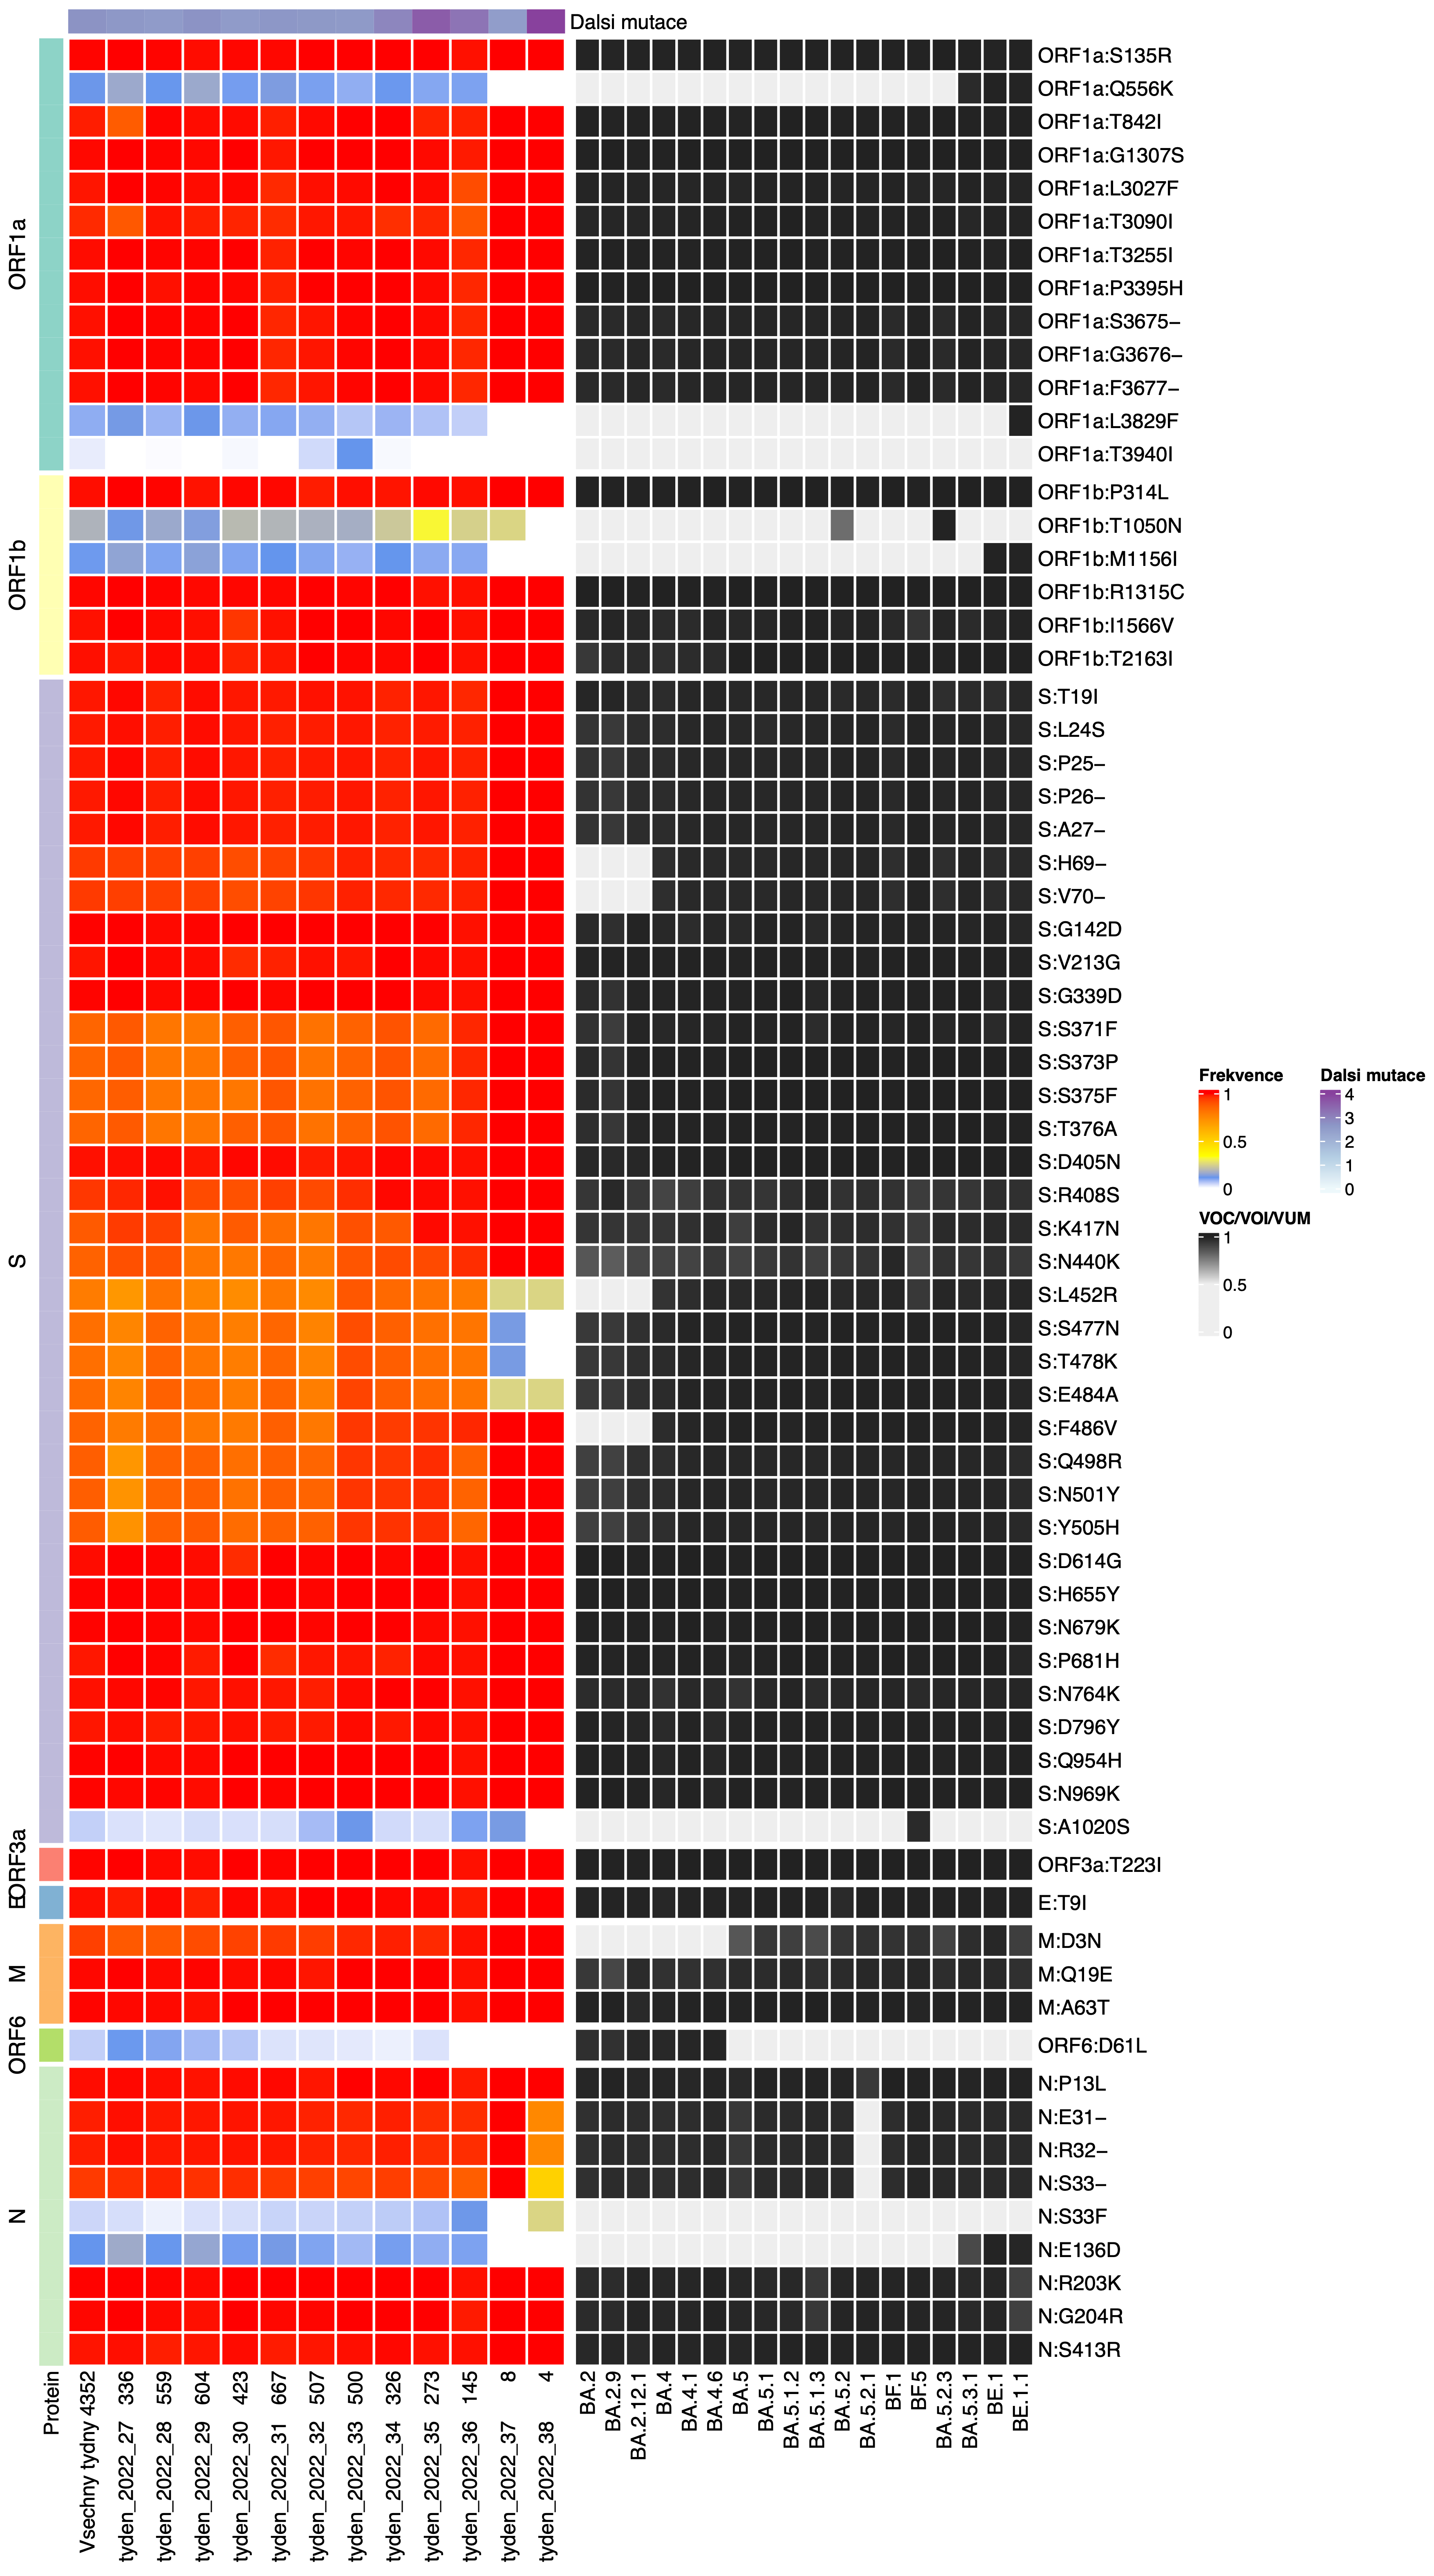 Dalsi mutace
ORF1a
ORF1a:S135R
ORF1a:Q556K
ORF1a:T842I
ORF1a:G1307S
ORF1a:L3027F
ORF1a:T3090I
ORF1a:T3255I
ORF1a:P3395H
ORF1a:S3675−
ORF1a:G3676−
ORF1a:F3677−
ORF1a:L3829F
ORF1a:T3940I
ORF1b
ORF1b:P314L
ORF1b:T1050N
ORF1b:M1156I
ORF1b:R1315C
ORF1b:I1566V
ORF1b:T2163I
S
S:T19I
S:L24S
S:P25−
S:P26−
S:A27−
S:H69−
S:V70−
S:G142D
S:V213G
S:G339D
S:S371F
S:S373P
S:S375F
S:T376A
S:D405N
S:R408S
S:K417N
S:N440K
S:L452R
S:S477N
S:T478K
S:E484A
S:F486V
S:Q498R
S:N501Y
S:Y505H
S:D614G
S:H655Y
S:N679K
S:P681H
S:N764K
S:D796Y
S:Q954H
S:N969K
S:A1020S
ORF3a
ORF3a:T223I
E
E:T9I
M
M:D3N
M:Q19E
M:A63T
ORF6
ORF6:D61L
N
N:P13L
N:E31−
N:R32−
N:S33−
N:S33F
N:E136D
N:R203K
N:G204R
N:S413R
Protein
Vsechny tydny 4352
tyden_2022_27 336
tyden_2022_28 559
tyden_2022_29 604
tyden_2022_30 423
tyden_2022_31 667
tyden_2022_32 507
tyden_2022_33 500
tyden_2022_34 326
tyden_2022_35 273
tyden_2022_36 145
tyden_2022_37 8
tyden_2022_38 4
BA.2
BA.2.9
BA.2.12.1
BA.4
BA.4.1
BA.4.6
BA.5
BA.5.1
BA.5.1.2
BA.5.1.3
BA.5.2
BA.5.2.1
BF.1
BF.5
BA.5.2.3
BA.5.3.1
BE.1
BE.1.1
Frekvence
1
0.5
0
Dalsi mutace
4
3
2
1
0
VOC/VOI/VUM
1
0.5
0